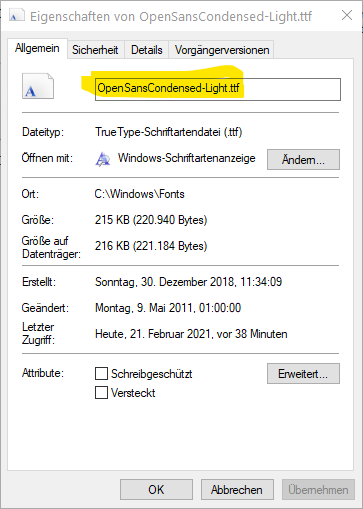 Eigenschaften von OpenSansCondensed-Light.ttf
Allgemein Sicherheit Details Vorgängerversionen
OpenSansCondensed-Light.ttf
Dateityp: TrueType-Schriftartendatei (.ttf)
Öffnen mit: Windows-Schriftartenanzeige Ändern...
Ort: C:\Windows\Fonts
Größe: 215 KB (220.940 Bytes)
Größe auf
Datenträger: 216 KB (221.184 Bytes)
Erstellt: Sonntag, 30. Dezember 2018, 11:34:09
Geändert: Montag, 9. Mai 2011, 01:00:00
Letzter
Zugriff: Heute, 21. Februar 2021, vor 38 Minuten
Attribute: Schreibgeschützt Erweitert...
Versteckt
OK Abbrechen Übernehmen